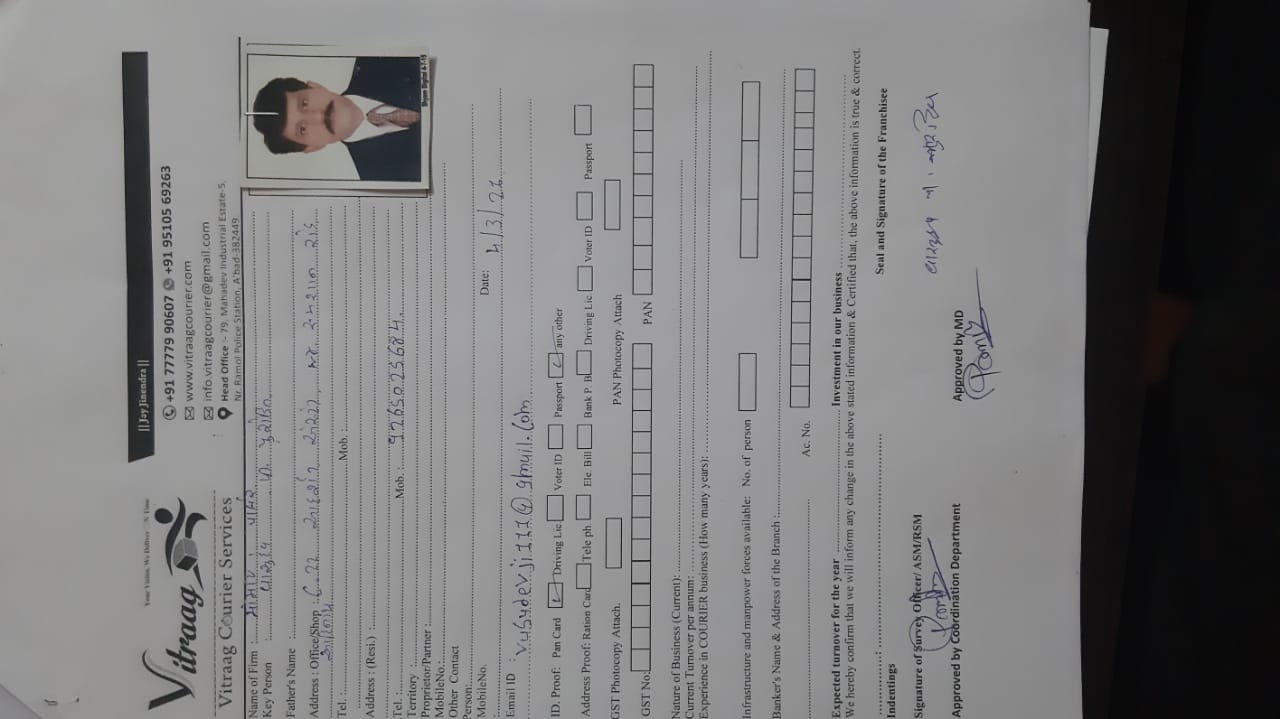 || Jay Jinendra ||
Your Vision. We Deliver ON Time
Vitraag
Vitraag Courier Services
+91 77779 90607 +91 95105 69263
www.vitraagcourier.com
info.vitraagcourier@gmail.com
Head Office :- 79, Mahadev Industrial Estate-5,
Nr. Ramol Police Station, A'bad-382449.
Name of Firm :
Key Person :
Father's Name :
Address : Office/Shop :
Tel. : Mob. :
Address : (Resi.) :
Tel. : Mob. : 9265025684.
Territory :
Proprietor/Partner :
MobileNo :
Other Contact
Person:
MobileNo. Date: 4/3/22
Email ID :
ID. Proof: Pan Card Driving Lic Voter ID Passport any other
Address Proof: Ration Card Tele ph Ele. Bill Bank P. B. Driving Lic Voter ID Passport
GST Photocopy Attach. PAN Photocopy Attach
GST No: PAN
Nature of Business (Current):
Current Turnover per annum :
Experience in COURIER business (How many years):
Infrastructure and manpower forces available: No. of person
Banker's Name & Address of the Branch :
Ac. No.
Expected turnover for the year Investment in our business
We hereby confirm that we will inform any change in the above stated information & Certified that, the above information is true & correct.
Indentings Seal and Signature of the Franchisee
Signature of Survey Officer/ ASM/RSM
Approved by Coordination Department Approved by MD